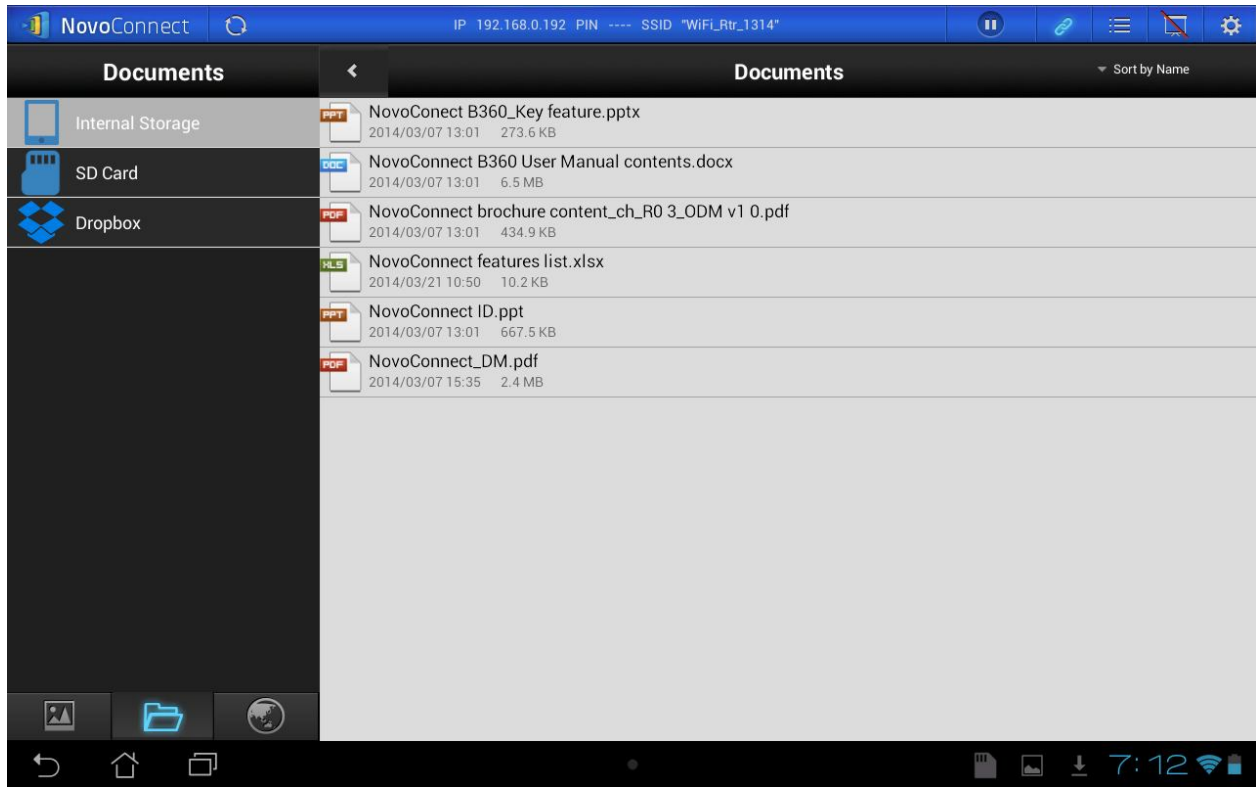 NovoConnect
IP 192.168.0.192 PIN ---- SSID "WiFi_Rtr_1314"
Documents
Documents
Sort by Name
Internal Storage
SD Card
Dropbox
PPT
NovoConect B360_Key feature.pptx
2014/03/07 13:01 273.6 KB
DOC
NovoConnect B360 User Manual contents.docx
2014/03/07 13:01 6.5 MB
PDF
NovoConnect brochure content_ch_R0 3_ODM v1 0.pdf
2014/03/07 13:01 434.9 KB
XLS
NovoConnect features list.xlsx
2014/03/21 10:50 10.2 KB
PPT
NovoConnect ID.ppt
2014/03/07 13:01 667.5 KB
PDF
NovoConnect_DM.pdf
2014/03/07 15:35 2.4 MB
7:12